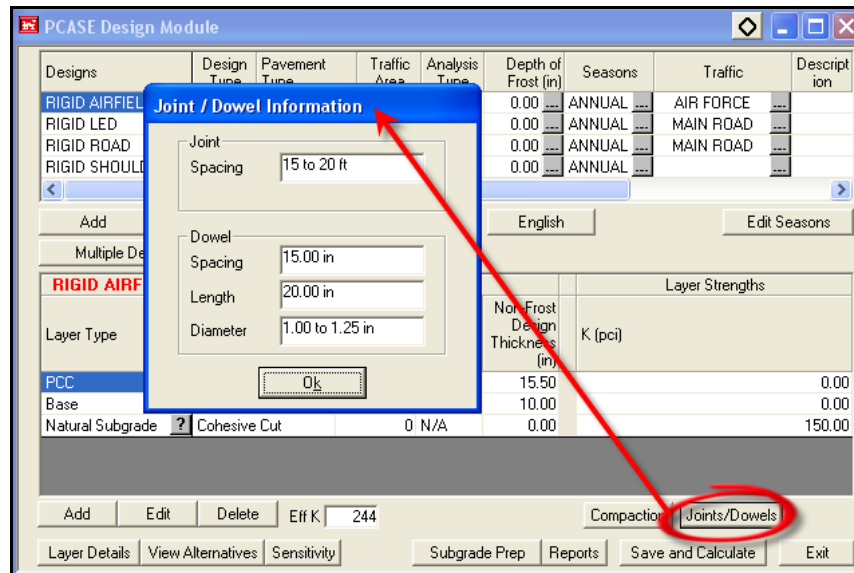 PCASE Design Module
Designs Design Type Pavement Type Traffic Area Analysis Type Depth of Frost (in) Seasons Traffic Descript ion
RIGID AIRFIEL 0.00 ... ANNUAL ... AIR FORCE ...
RIGID LED 0.00 ... ANNUAL ... MAIN ROAD ...
RIGID ROAD 0.00 ... ANNUAL ... MAIN ROAD ...
RIGID SHOULD 0.00 ... ANNUAL ... ...
Joint / Dowel Information
Joint
Spacing 15 to 20 ft
Dowel
Spacing 15.00 in
Length 20.00 in
Diameter 1.00 to 1.25 in
Ok
Add English Edit Seasons
Multiple De
RIGID AIRF Layer Strengths
Layer Type Non-Frost Design Thickness (in) K (pci)
PCC 15.50 0.00
Base 10.00 0.00
Natural Subgrade ? Cohesive Cut 0 N/A 0.00 150.00
Add Edit Delete Eff K 244 Compaction Joints/Dowels
Layer Details View Alternatives Sensitivity Subgrade Prep Reports Save and Calculate Exit